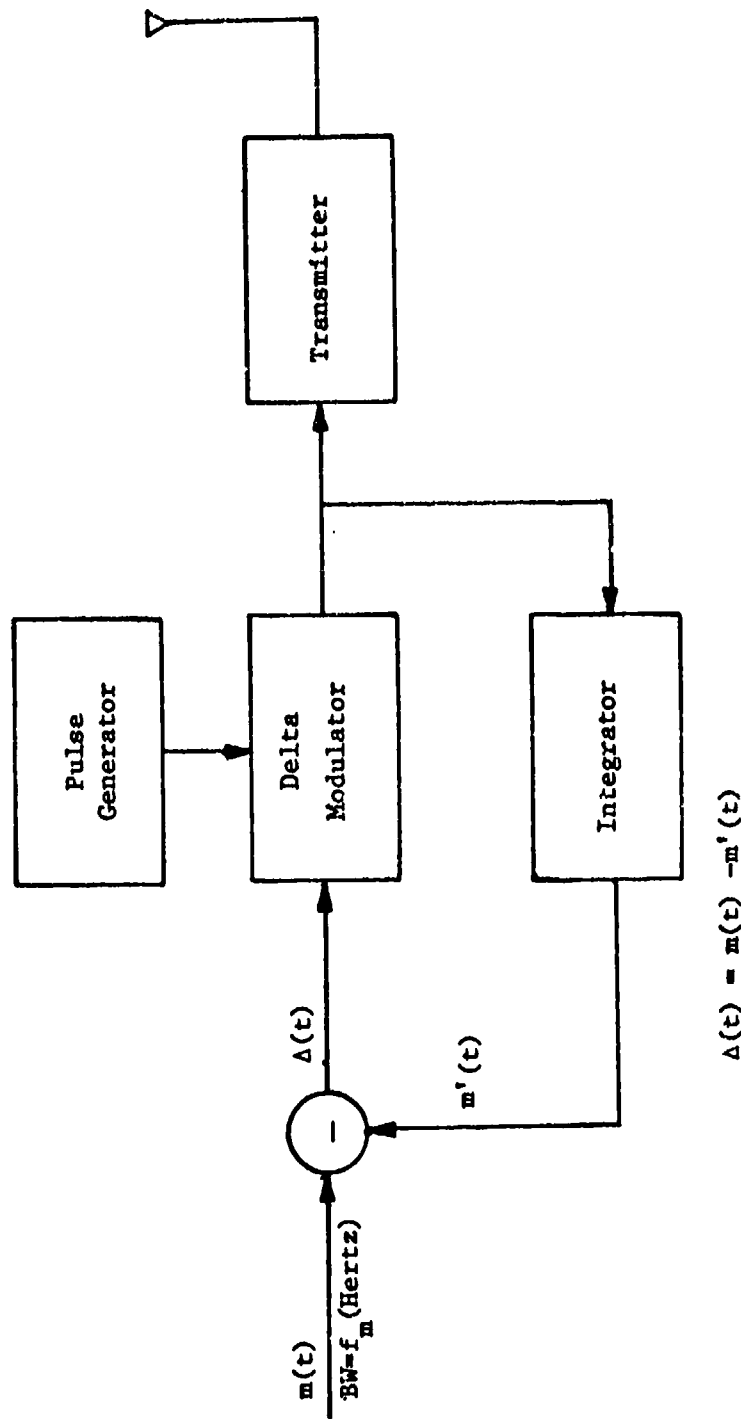 Pulse
Generator
m(t)
BW=f_m(Hertz)
Δ(t)
−
Delta
Modulator
Transmitter
m'(t)
Integrator
Δ(t) = m(t) -m'(t)